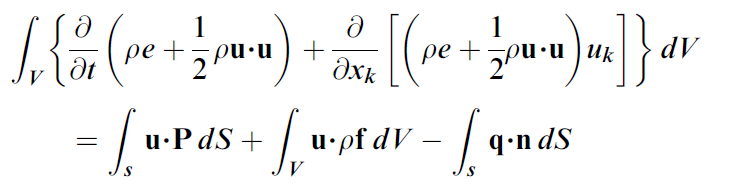 ∫_V { ∂/∂t ( ρe + 1/2 ρ𝐮·𝐮 ) + ∂/∂x_k [ ( ρe + 1/2 ρ𝐮·𝐮 ) u_k ] } dV
= ∫_s 𝐮·𝐏 dS + ∫_V 𝐮·ρ𝐟 dV − ∫_s 𝐪·𝐧 dS